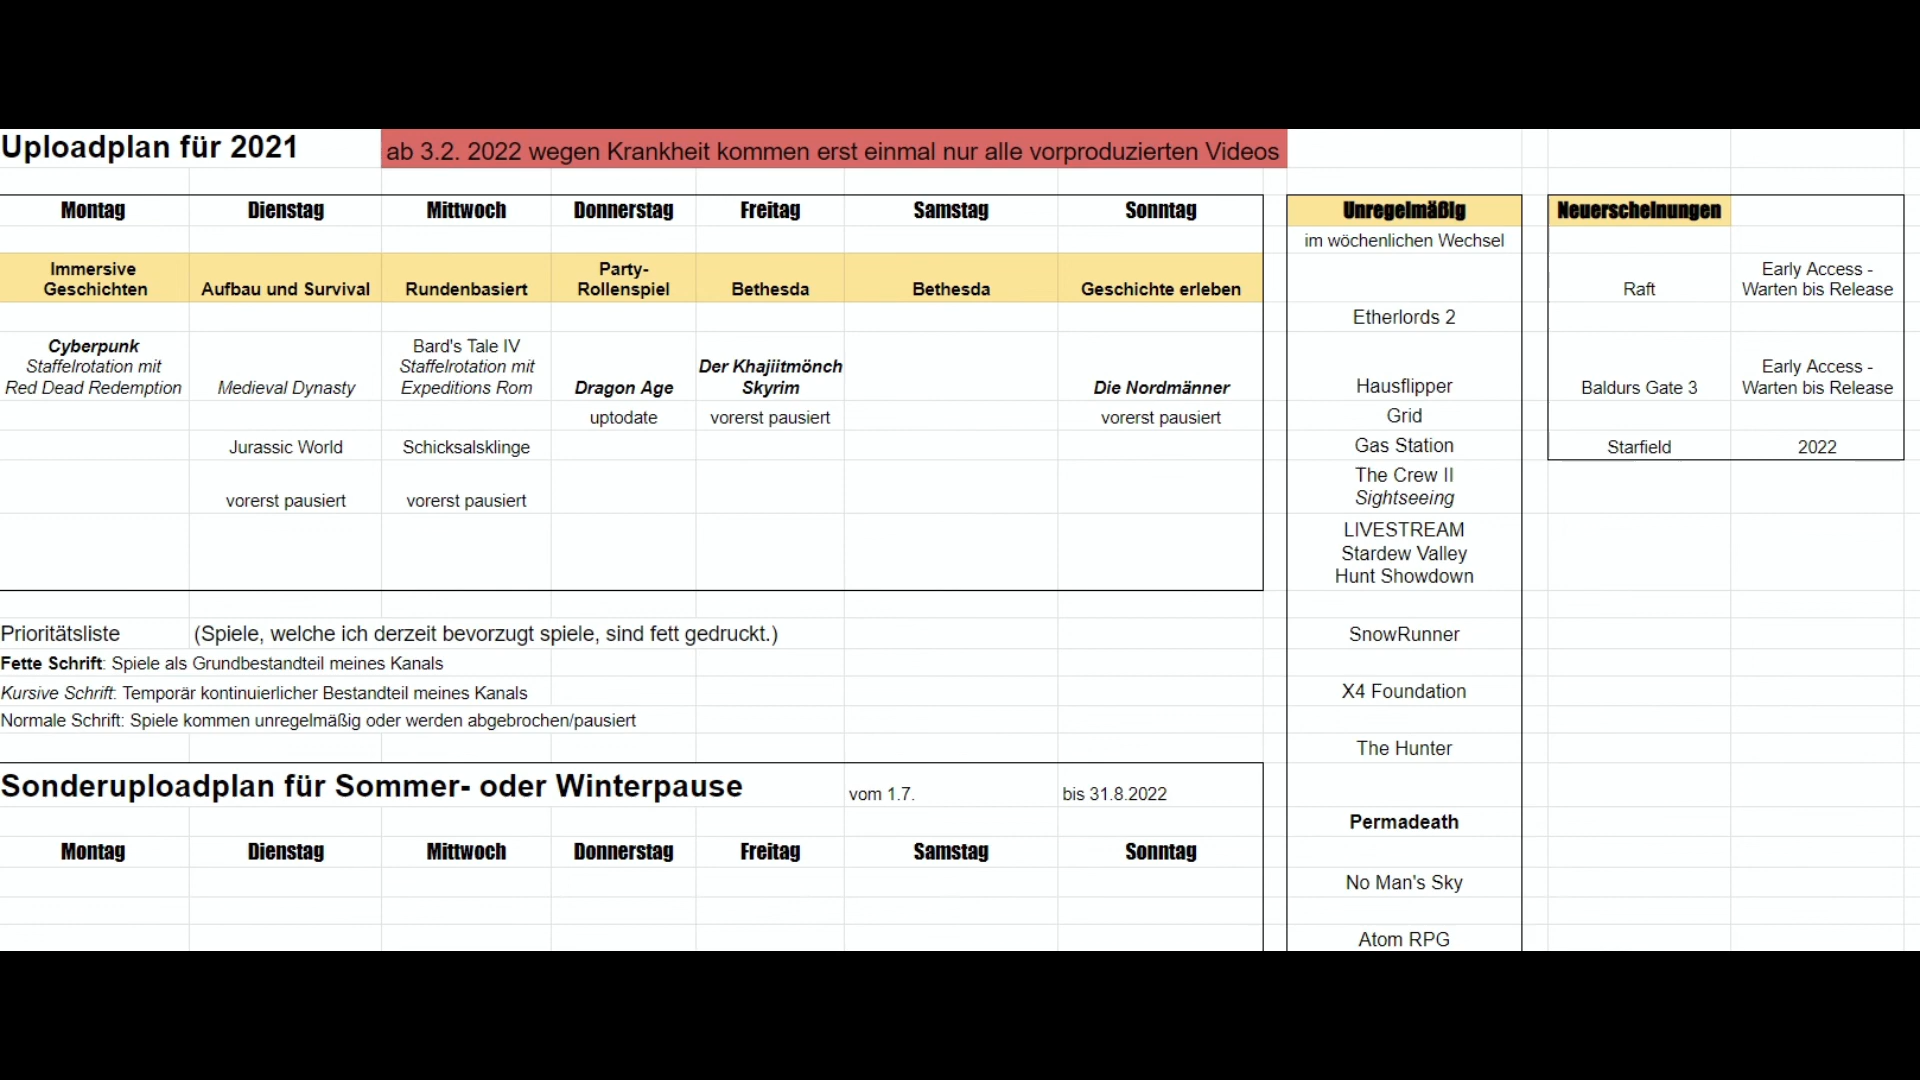 Uploadplan für 2021
ab 3.2. 2022 wegen Krankheit kommen erst einmal nur alle vorproduzierten Videos
Montag Dienstag Mittwoch Donnerstag Freitag Samstag Sonntag
Immersive Geschichten
Aufbau und Survival
Rundenbasiert
Party-
Rollenspiel
Bethesda
Bethesda
Geschichte erleben
Cyberpunk
Staffelrotation mit
Red Dead Redemption
Medieval Dynasty
Bard's Tale IV
Staffelrotation mit
Expeditions Rom
Dragon Age
Der Khajiitmönch
Skyrim
Die Nordmänner
uptodate
vorerst pausiert
vorerst pausiert
Jurassic World
Schicksalsklinge
vorerst pausiert
vorerst pausiert
Prioritätsliste (Spiele, welche ich derzeit bevorzugt spiele, sind fett gedruckt.)
Fette Schrift: Spiele als Grundbestandteil meines Kanals
Kursive Schrift: Temporär kontinuierlicher Bestandteil meines Kanals
Normale Schrift: Spiele kommen unregelmäßig oder werden abgebrochen/pausiert
Sonderuploadplan für Sommer- oder Winterpause
vom 1.7.
bis 31.8.2022
Montag Dienstag Mittwoch Donnerstag Freitag Samstag Sonntag
Unregelmäßig
im wöchenlichen Wechsel
Etherlords 2
Hausflipper
Grid
Gas Station
The Crew II
Sightseeing
LIVESTREAM
Stardew Valley
Hunt Showdown
SnowRunner
X4 Foundation
The Hunter
Permadeath
No Man's Sky
Atom RPG
Neuerscheinungen
Raft
Early Access -
Warten bis Release
Baldurs Gate 3
Early Access -
Warten bis Release
Starfield
2022